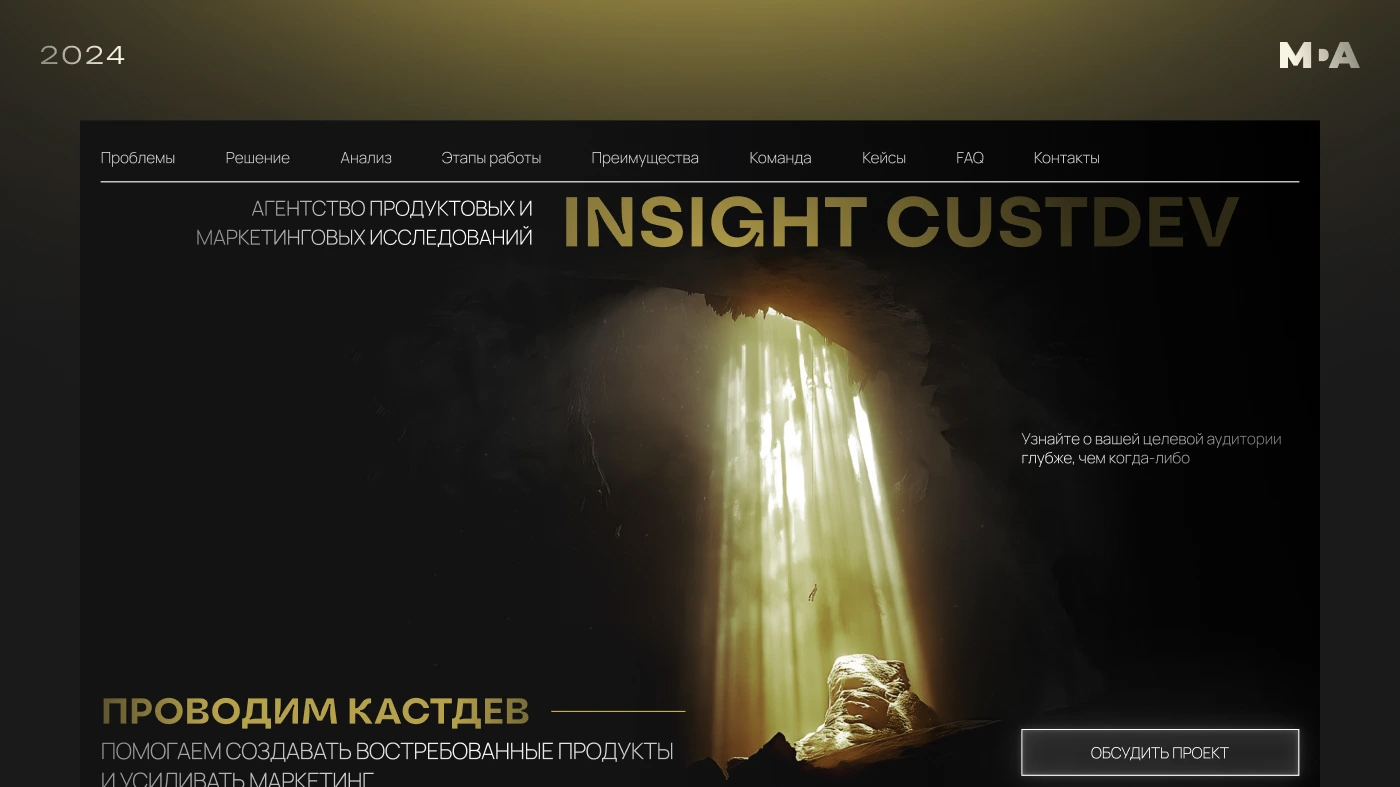 2024
MDA
Проблемы Решение Анализ Этапы работы Преимущества Команда Кейсы FAQ Контакты
АГЕНТСТВО ПРОДУКТОВЫХ И
МАРКЕТИНГОВЫХ ИССЛЕДОВАНИЙ
INSIGHT CUSTDEV
Узнайте о вашей целевой аудитории
глубже, чем когда-либо
ПРОВОДИМ КАСТДЕВ
ПОМОГАЕМ СОЗДАВАТЬ ВОСТРЕБОВАННЫЕ ПРОДУКТЫ
И УСИЛИВАТЬ МАРКЕТИНГ
ОБСУДИТЬ ПРОЕКТ